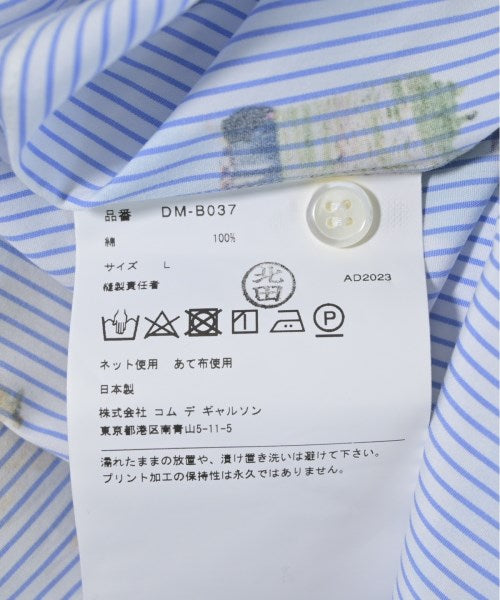 品番 DM-B037
綿 100%
サイズ L
縫製責任者 北田
AD2023
P
ネット使用 あて布使用
日本製
株式会社 コム デ ギャルソン
東京都港区南青山5-11-5
濡れたままの放置や、漬け置き洗いは避けて下さい。
プリント加工の保持性は永久ではありません。